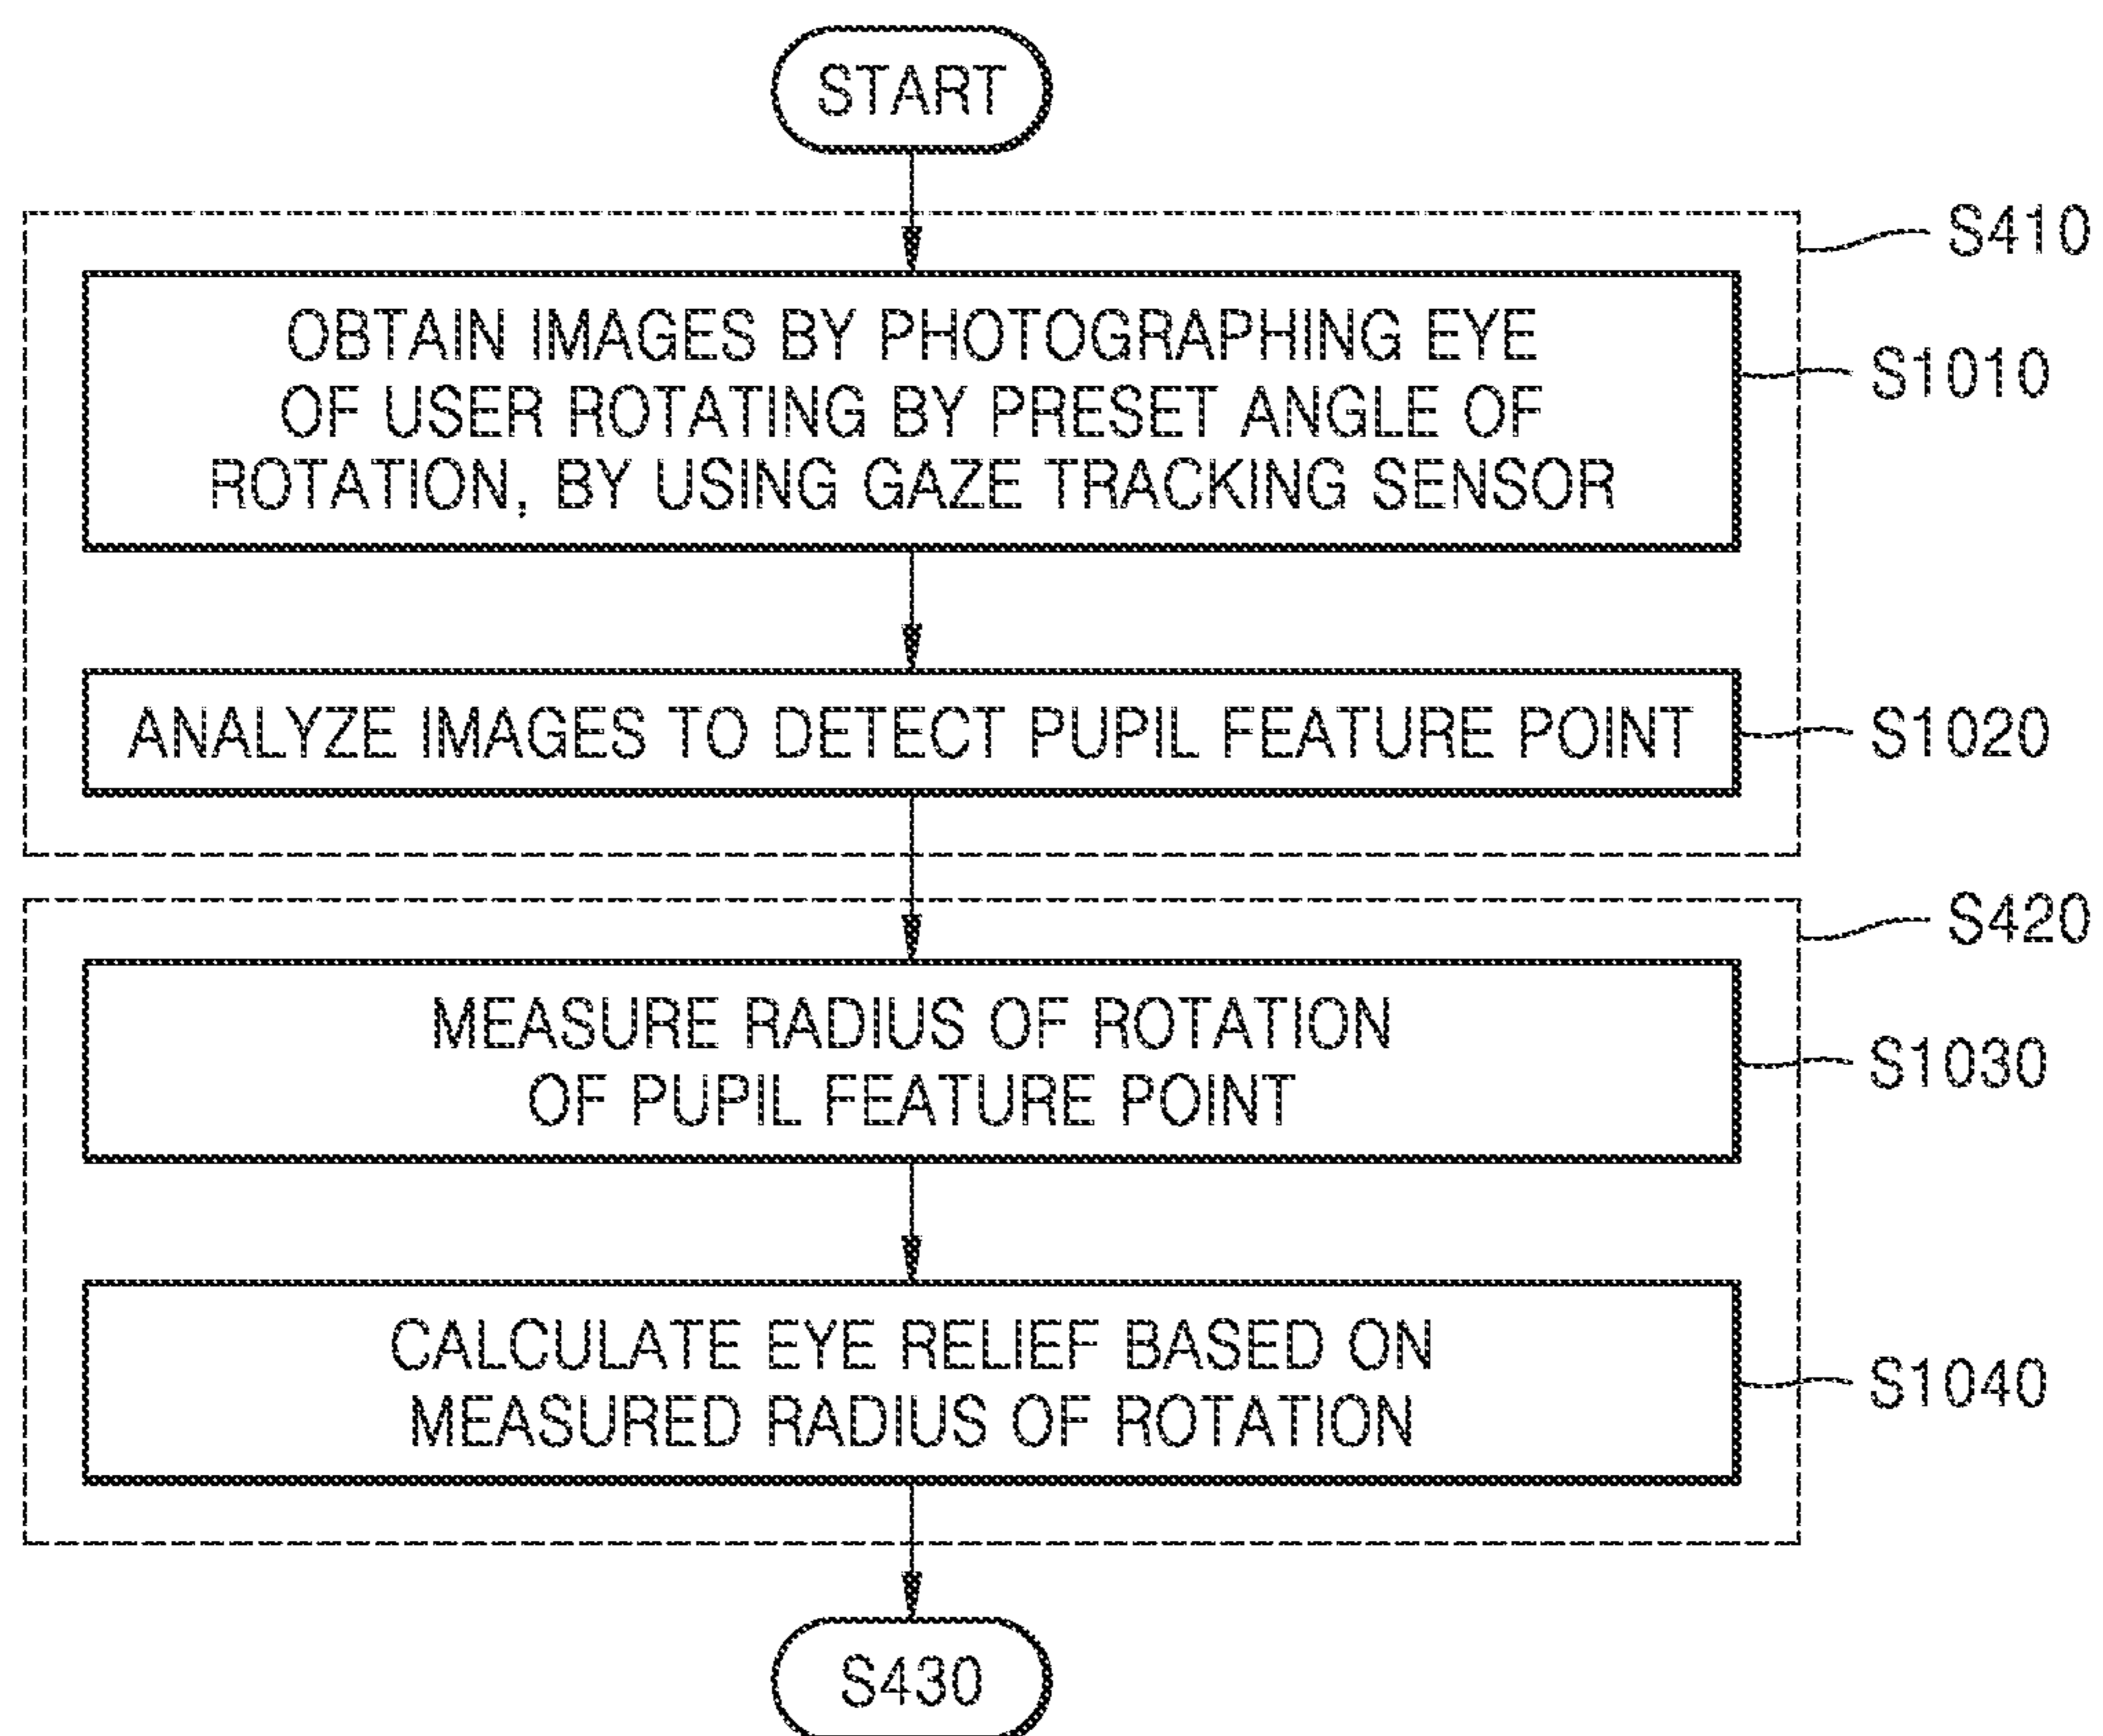 START
S410
OBTAIN IMAGES BY PHOTOGRAPHING EYE
OF USER ROTATING BY PRESET ANGLE OF
ROTATION, BY USING GAZE TRACKING SENSOR
S1010
ANALYZE IMAGES TO DETECT PUPIL FEATURE POINT
S1020
S420
MEASURE RADIUS OF ROTATION
OF PUPIL FEATURE POINT
S1030
CALCULATE EYE RELIEF BASED ON
MEASURED RADIUS OF ROTATION
S1040
S430